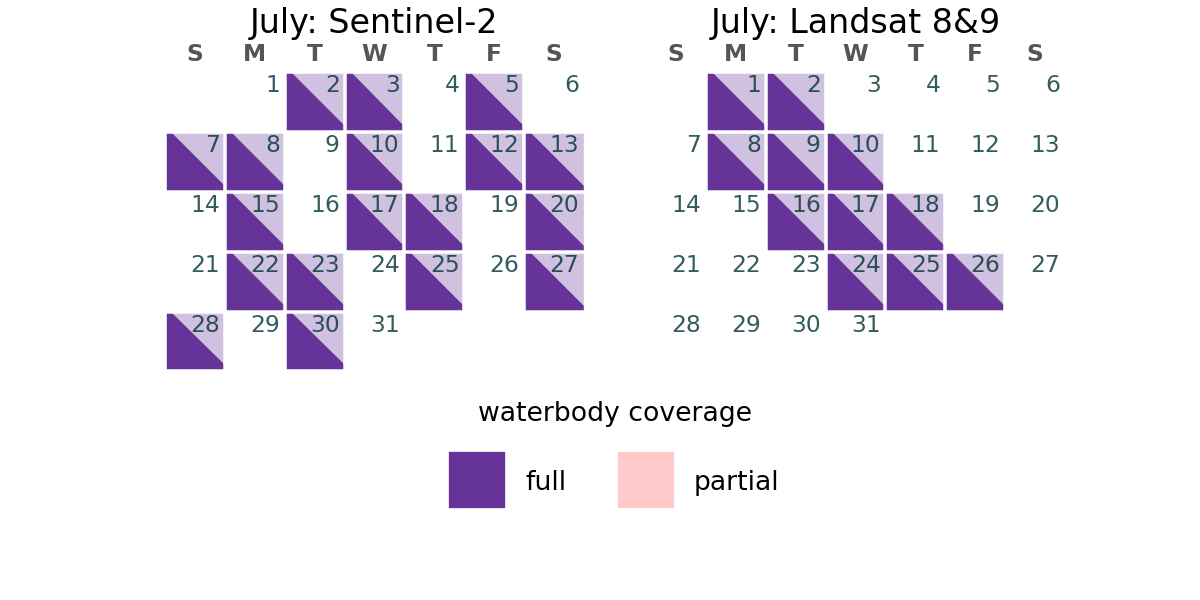 July: Sentinel-2
S M T W T F S
1 2 3 4 5 6
7 8 9 10 11 12 13
14 15 16 17 18 19 20
21 22 23 24 25 26 27
28 29 30 31
July: Landsat 8&9
S M T W T F S
1 2 3 4 5 6
7 8 9 10 11 12 13
14 15 16 17 18 19 20
21 22 23 24 25 26 27
28 29 30 31
waterbody coverage
full partial